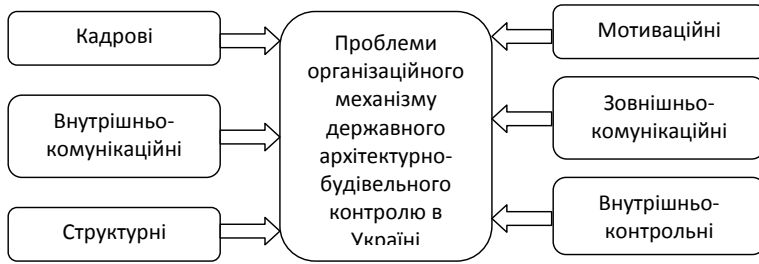 Кадрові
Внутрішньо-
комунікаційні
Структурні
Проблеми
організаційного
механізму
державного
архітектурно-
будівельного
контролю в
Україні
Мотиваційні
Зовнішньо-
комунікаційні
Внутрішньо-
контрольні